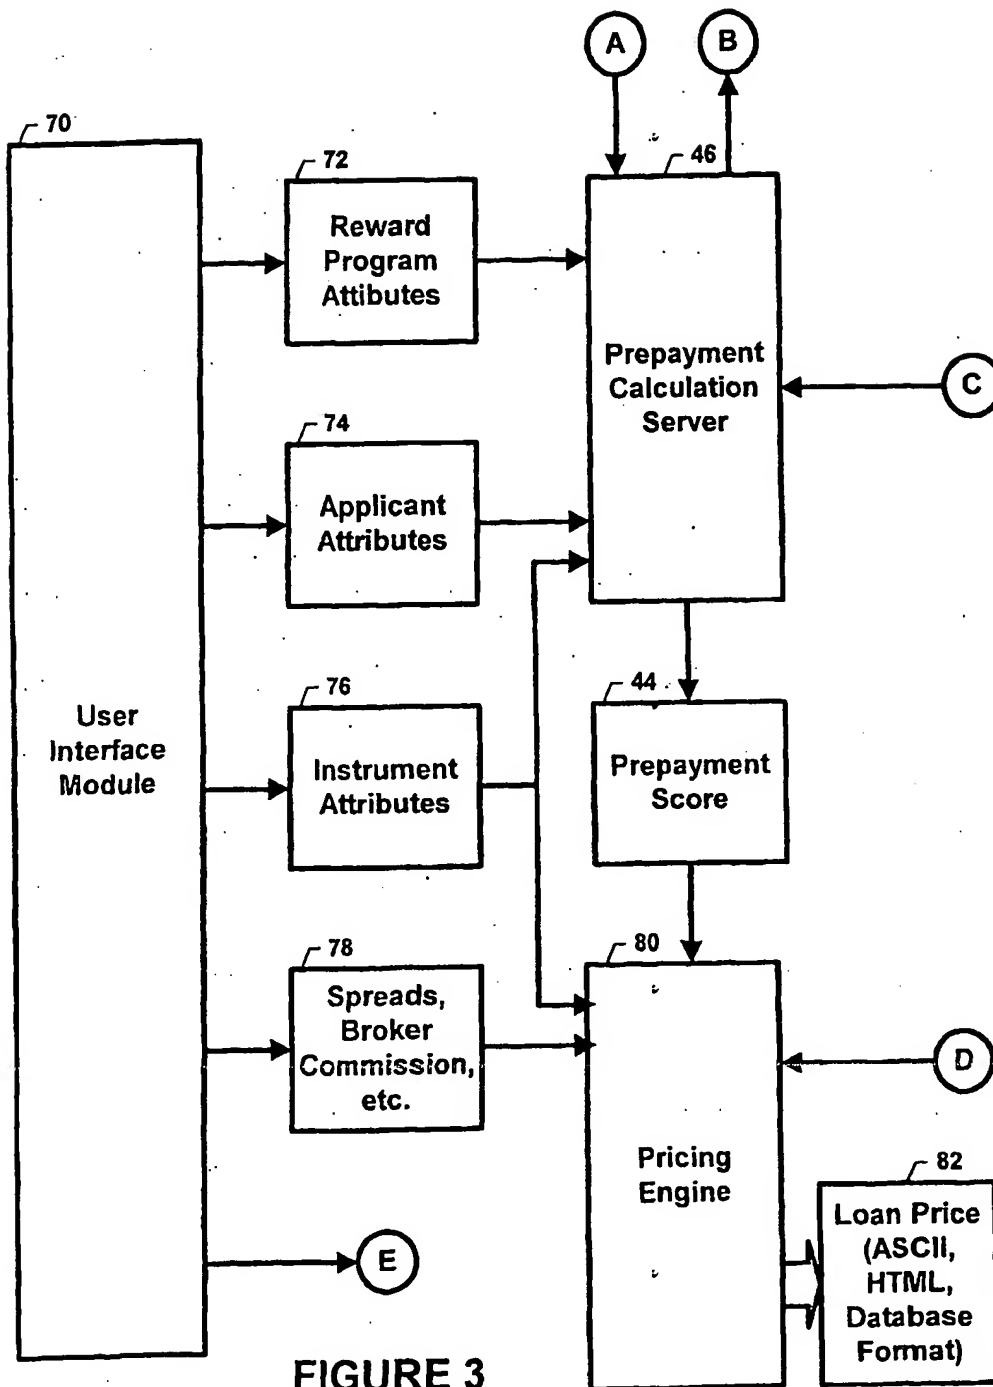 A
B
70
72
46
Reward
Program
Attibutes
Prepayment
Calculation
Server
C
74
Applicant
Attributes
76
44
User
Interface
Module
Instrument
Attributes
Prepayment
Score
78
80
Spreads,
Broker
Commission,
etc.
D
Pricing
Engine
82
Loan Price
(ASCII,
HTML,
Database
Format)
E
FIGURE 3